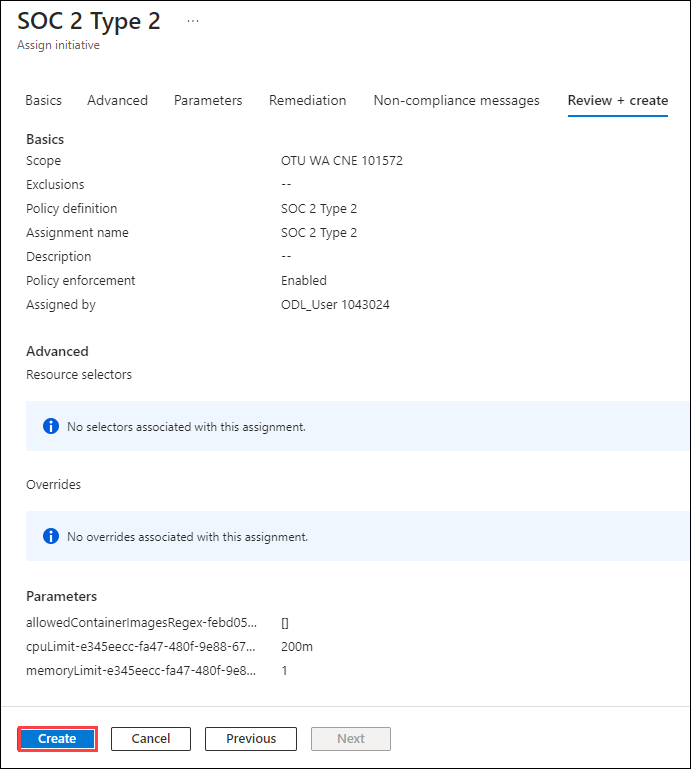 SOC 2 Type 2 ...
Assign initiative
Basics Advanced Parameters Remediation Non-compliance messages Review + create
Basics
Scope OTU WA CNE 101572
Exclusions --
Policy definition SOC 2 Type 2
Assignment name SOC 2 Type 2
Description --
Policy enforcement Enabled
Assigned by ODL_User 1043024
Advanced
Resource selectors
No selectors associated with this assignment.
Overrides
No overrides associated with this assignment.
Parameters
allowedContainerImagesRegex-febd05... []
cpuLimit-e345eecc-fa47-480f-9e88-67... 200m
memoryLimit-e345eecc-fa47-480f-9e8... 1
Create Cancel Previous Next